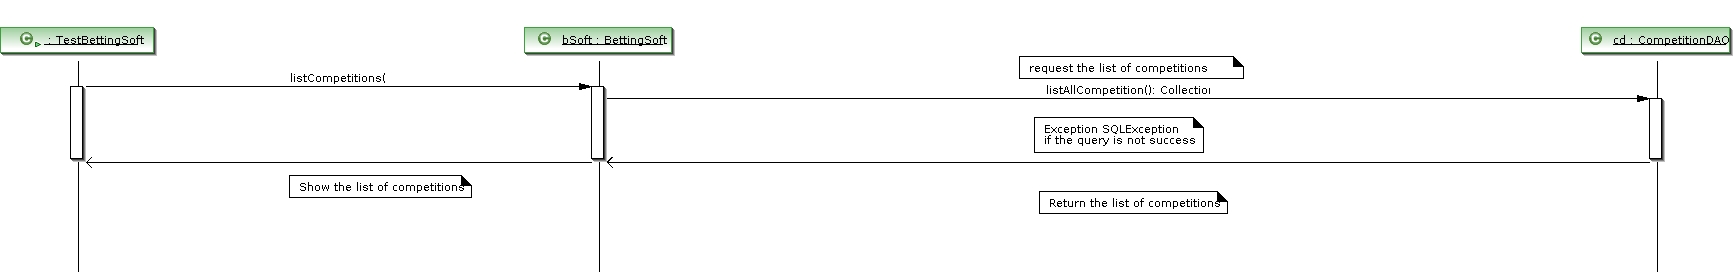 C : TestBettingSoft
C bSoft : BettingSoft
C cd : CompetitionDAO
request the list of competitions
listCompetitions(
listAllCompetition(): Collection
Exception SQLException
if the query is not success
Show the list of competitions
Return the list of competitions